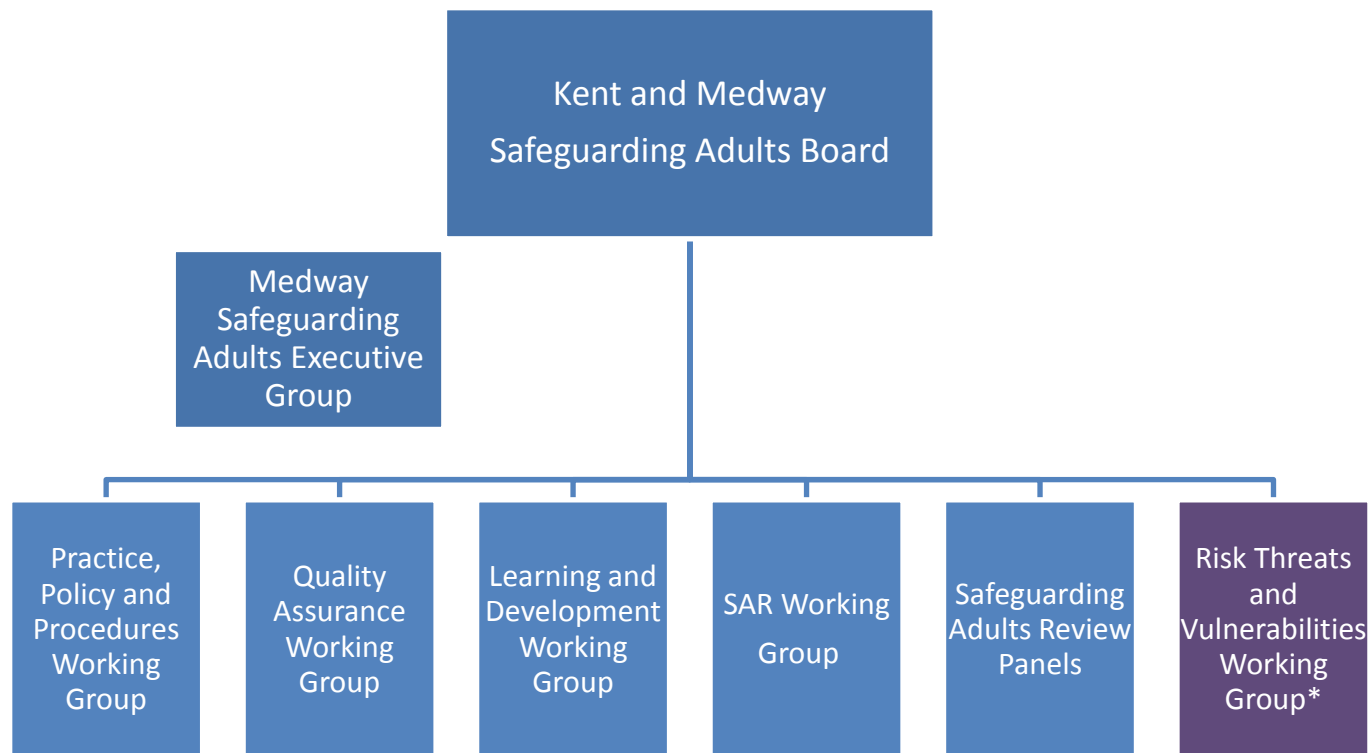 Kent and Medway
Safeguarding Adults Board
Medway
Safeguarding
Adults Executive
Group
Practice,
Policy and
Procedures
Working
Group
Quality
Assurance
Working
Group
Learning and
Development
Working
Group
SAR Working
Group
Safeguarding
Adults Review
Panels
Risk Threats
and
Vulnerabilities
Working
Group*